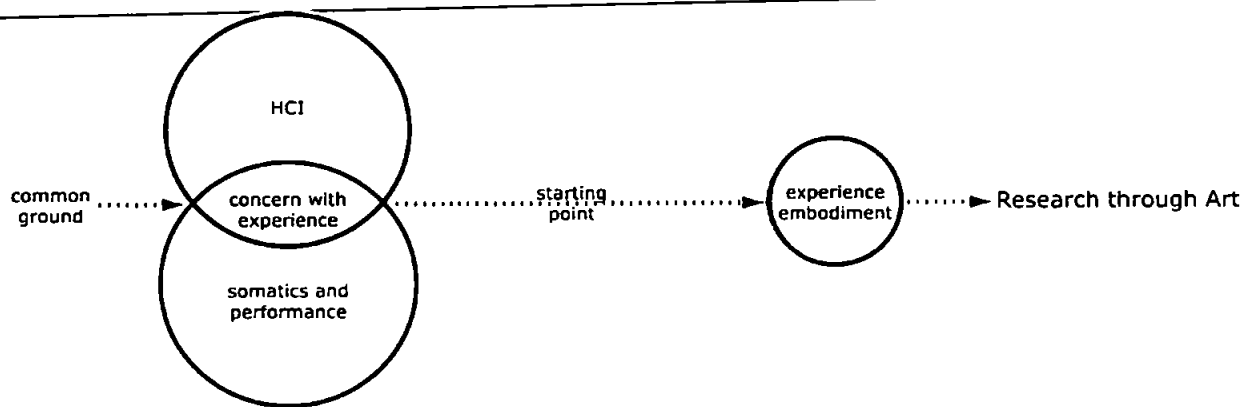 HCI
common
ground
concern with
experience
starting
point
experience
embodiment
Research through Art
somatics and
performance